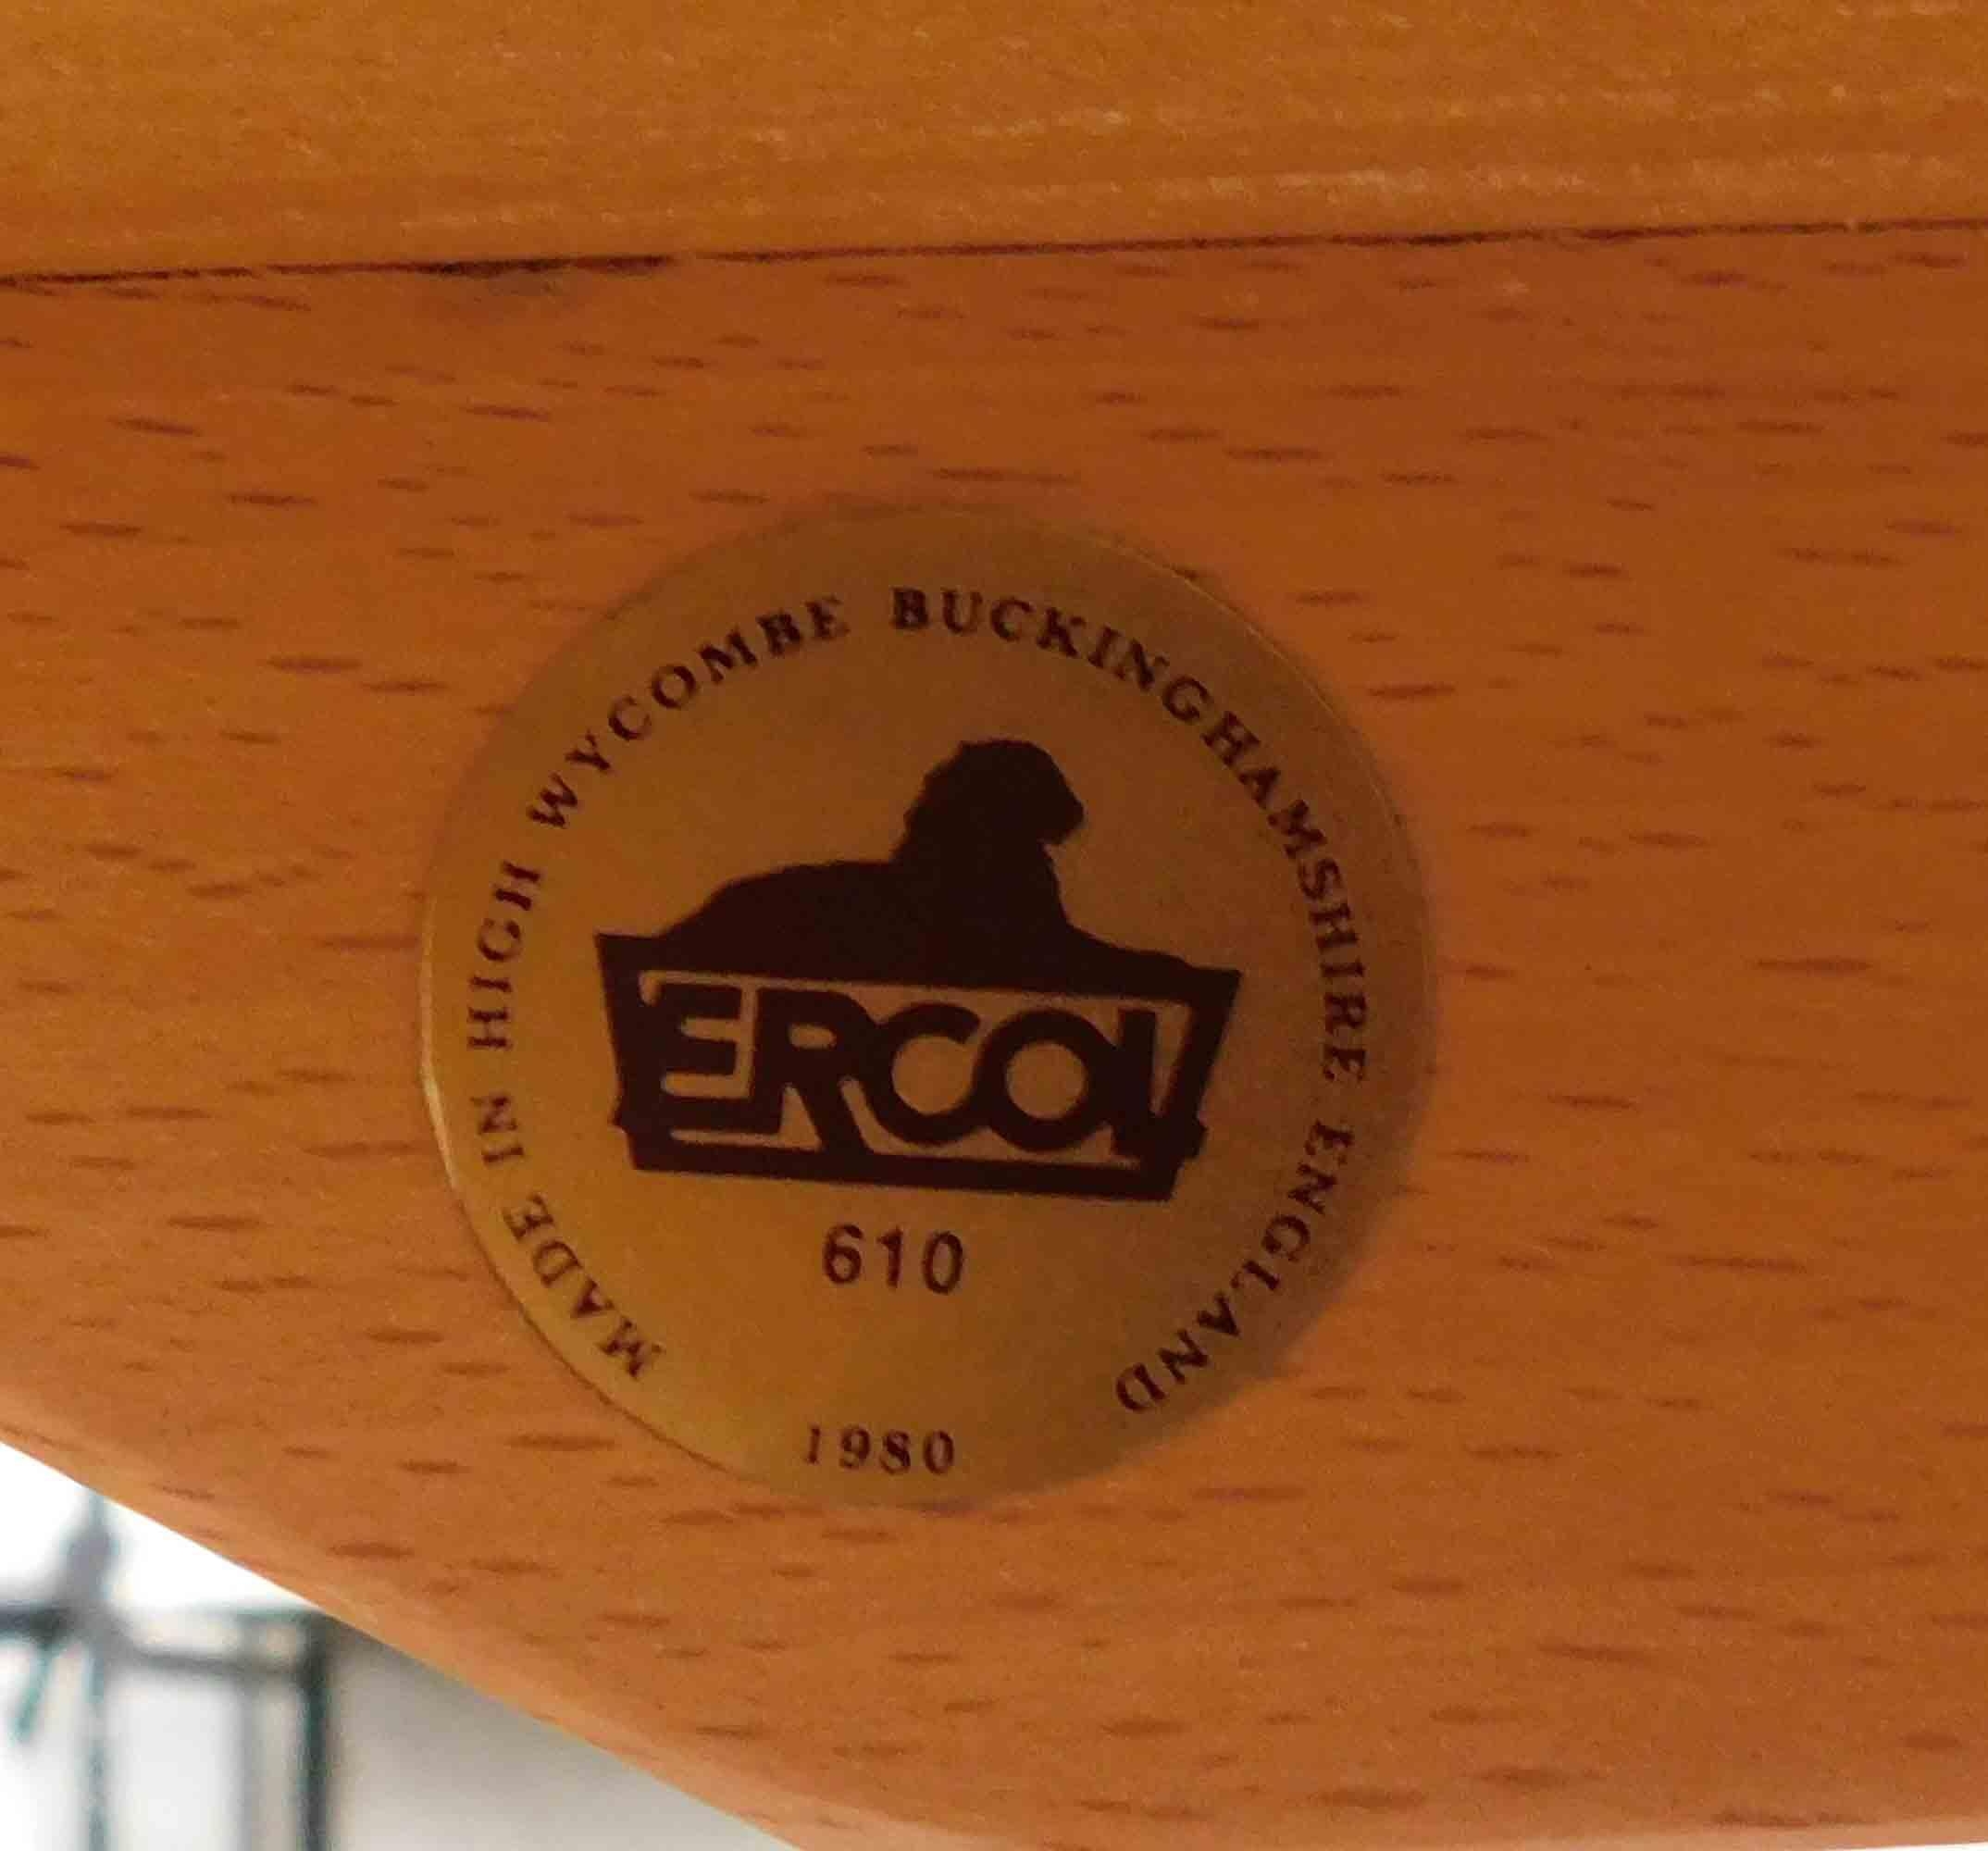 MADE IN HIGH WYCOMBE BUCKINGHAMSHIRE ENGLAND
ERCOL
610
1980